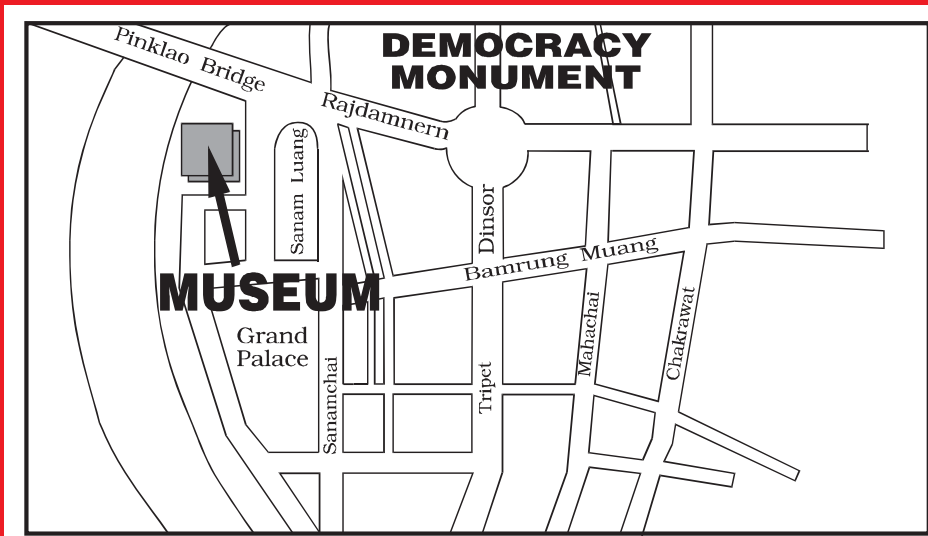 DEMOCRACY
MONUMENT
Pinklao Bridge
Rajdamnern
Sanam Luang
Dinsor
Bamrung Muang
MUSEUM
Grand
Palace
Sanamchai
Tripet
Mahachai
Chakrawat